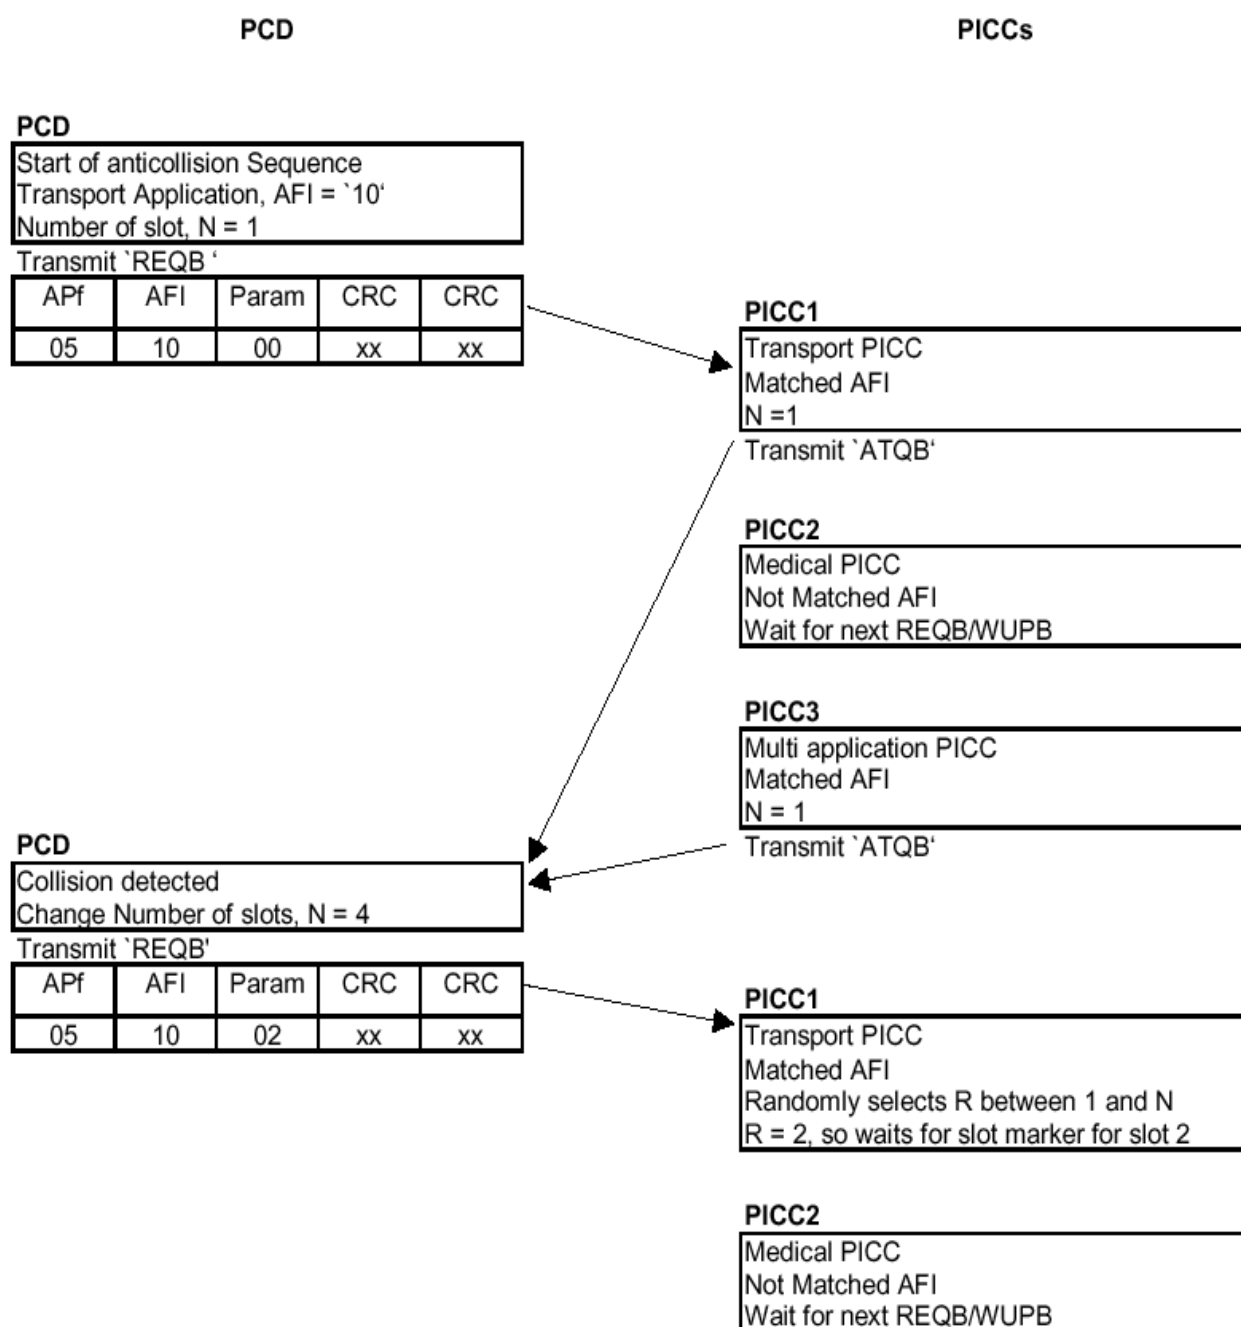 PCD
PICCs
PCD
Start of anticollision Sequence
Transport Application, AFI = `10‘
Number of slot, N = 1
Transmit `REQB ‘
APf AFI Param CRC CRC
05 10 00 xx xx
PICC1
Transport PICC
Matched AFI
N =1
Transmit `ATQB‘
PICC2
Medical PICC
Not Matched AFI
Wait for next REQB/WUPB
PICC3
Multi application PICC
Matched AFI
N = 1
Transmit `ATQB‘
PCD
Collision detected
Change Number of slots, N = 4
Transmit `REQB'
APf AFI Param CRC CRC
05 10 02 xx xx
PICC1
Transport PICC
Matched AFI
Randomly selects R between 1 and N
R = 2, so waits for slot marker for slot 2
PICC2
Medical PICC
Not Matched AFI
Wait for next REQB/WUPB